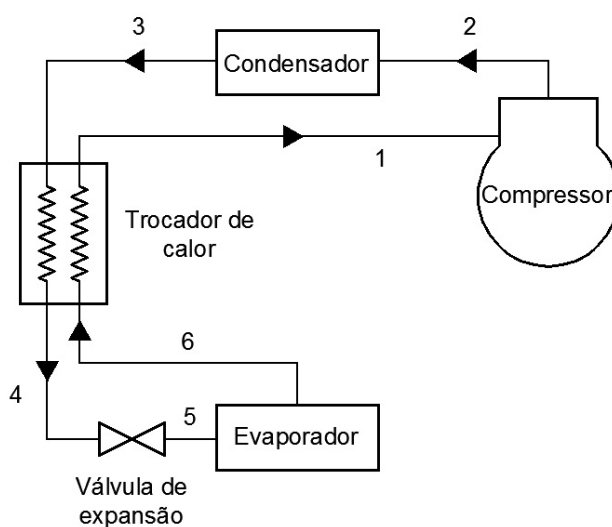 3
2
Condensador
1
Compressor
Trocador de
calor
6
4
5
Evaporador
Válvula de
expansão